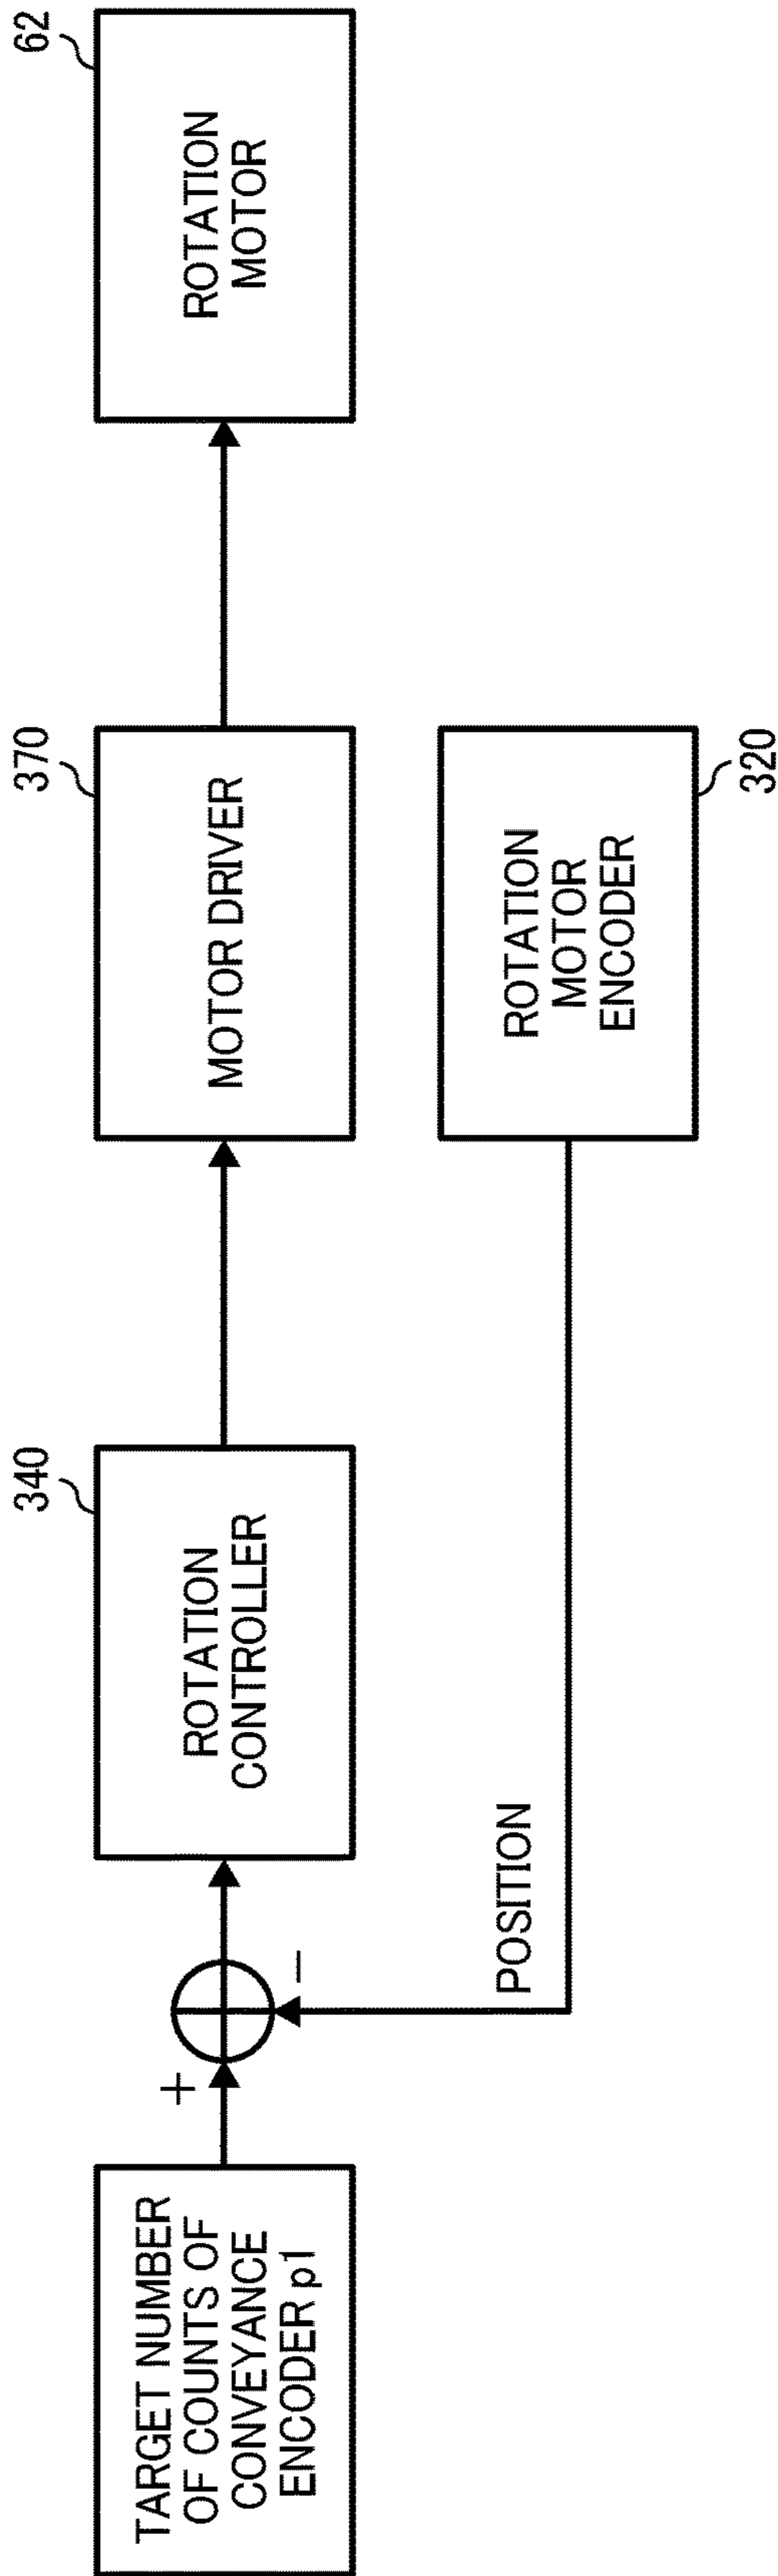 TARGET NUMBER
OF COUNTS OF
CONVEYANCE
ENCODER p1
+
−
340
ROTATION
CONTROLLER
370
MOTOR DRIVER
62
ROTATION
MOTOR
POSITION
ROTATION
MOTOR
ENCODER
320